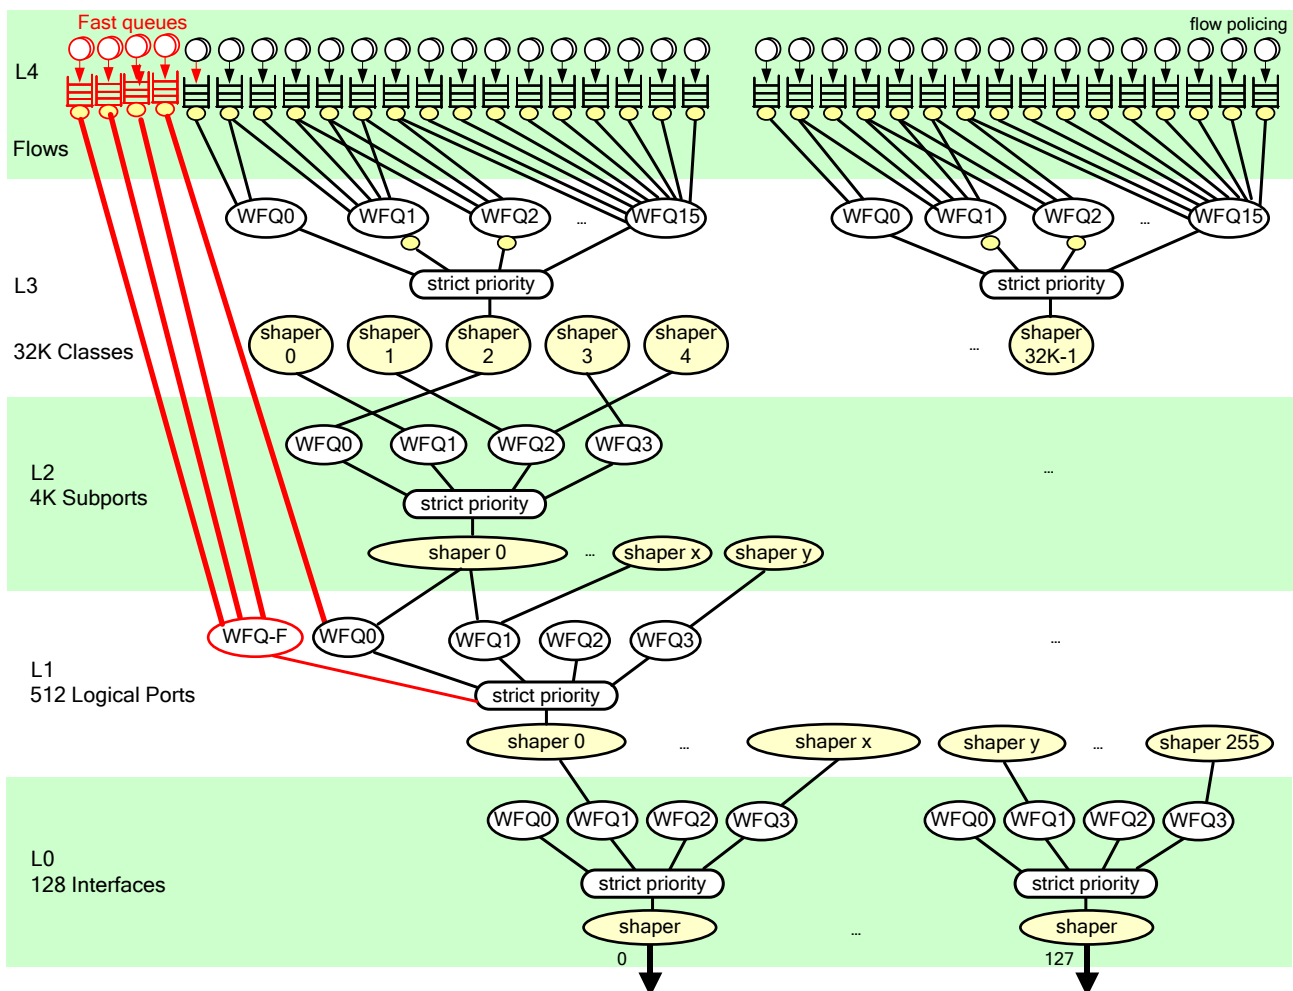 Fast queues
flow policing
L4
Flows
WFQ0 WFQ1 WFQ2 ... WFQ15 WFQ0 WFQ1 WFQ2 ... WFQ15
strict priority strict priority
L3
32K Classes
shaper 0
shaper 1
shaper 2
shaper 3
shaper 4
...
shaper 32K-1
WFQ0 WFQ1 WFQ2 WFQ3
L2
4K Subports
...
strict priority
shaper 0 ... shaper x shaper y
WFQ-F WFQ0 WFQ1 WFQ2 WFQ3 ...
L1
512 Logical Ports
strict priority
shaper 0 ... shaper x shaper y ... shaper 255
WFQ0 WFQ1 WFQ2 WFQ3 WFQ0 WFQ1 WFQ2 WFQ3
L0
128 Interfaces
strict priority strict priority
shaper ... shaper
0 127